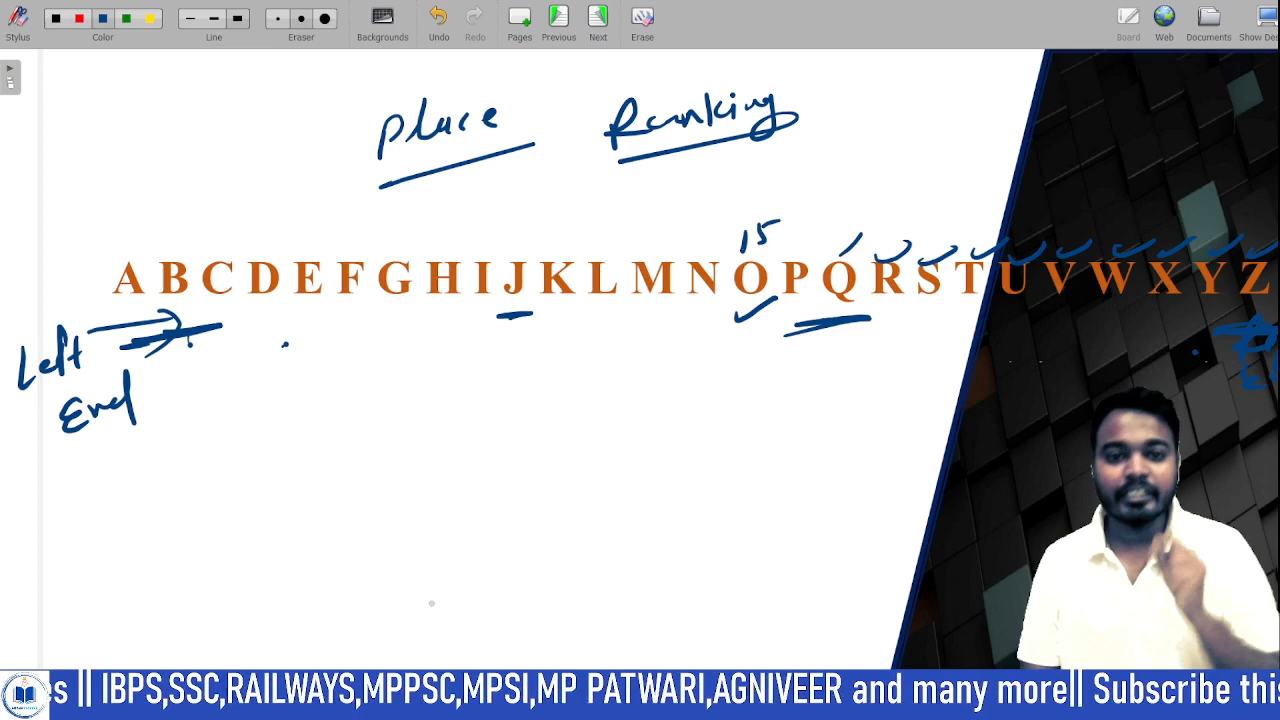 Stylus Color Line Eraser Backgrounds Undo Redo Pages Previous Next Erase Board Web Documents
Place Ranking
15
A B C D E F G H I J K L M N O P Q R S T U V W X Y Z
Left
End
s || IBPS,SSC,RAILWAYS,MPPSC,MPSI,MP PATWARI,AGNIVEER and many more|| Subscribe this